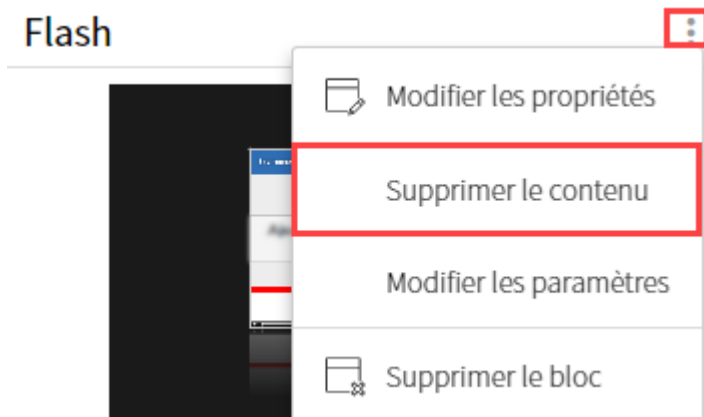 Flash
Modifier les propriétés
Supprimer le contenu
Modifier les paramètres
Supprimer le bloc